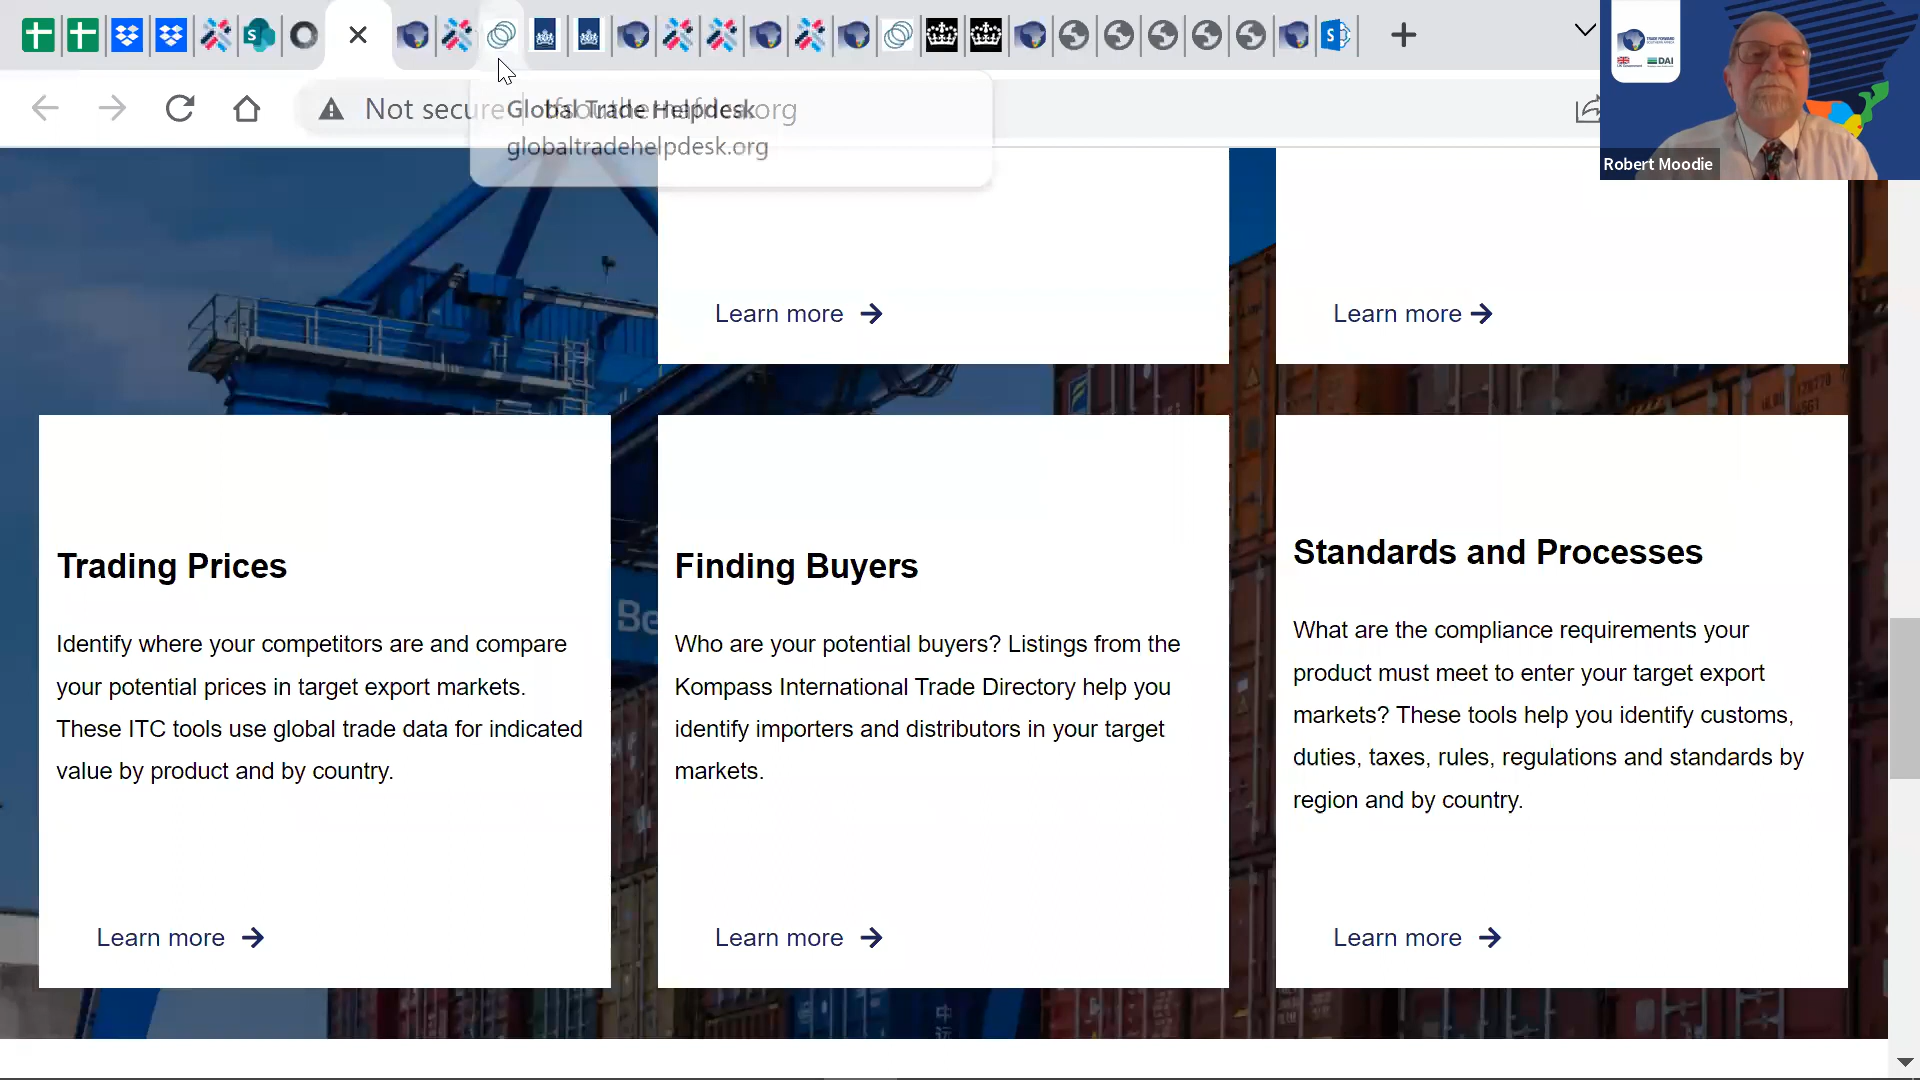 S
S
TRADE FORWARD
DAI
Not secure
Global Trade Helpdesk
globaltradehelpdesk.org
Robert Moodie
Learn more
Learn more
Trading Prices
Identify where your competitors are and compare
your potential prices in target export markets.
These ITC tools use global trade data for indicated
value by product and by country.
Learn more
Finding Buyers
Who are your potential buyers? Listings from the
Kompass International Trade Directory help you
identify importers and distributors in your target
markets.
Learn more
Standards and Processes
What are the compliance requirements your
product must meet to enter your target export
markets? These tools help you identify customs,
duties, taxes, rules, regulations and standards by
region and by country.
Learn more
Be